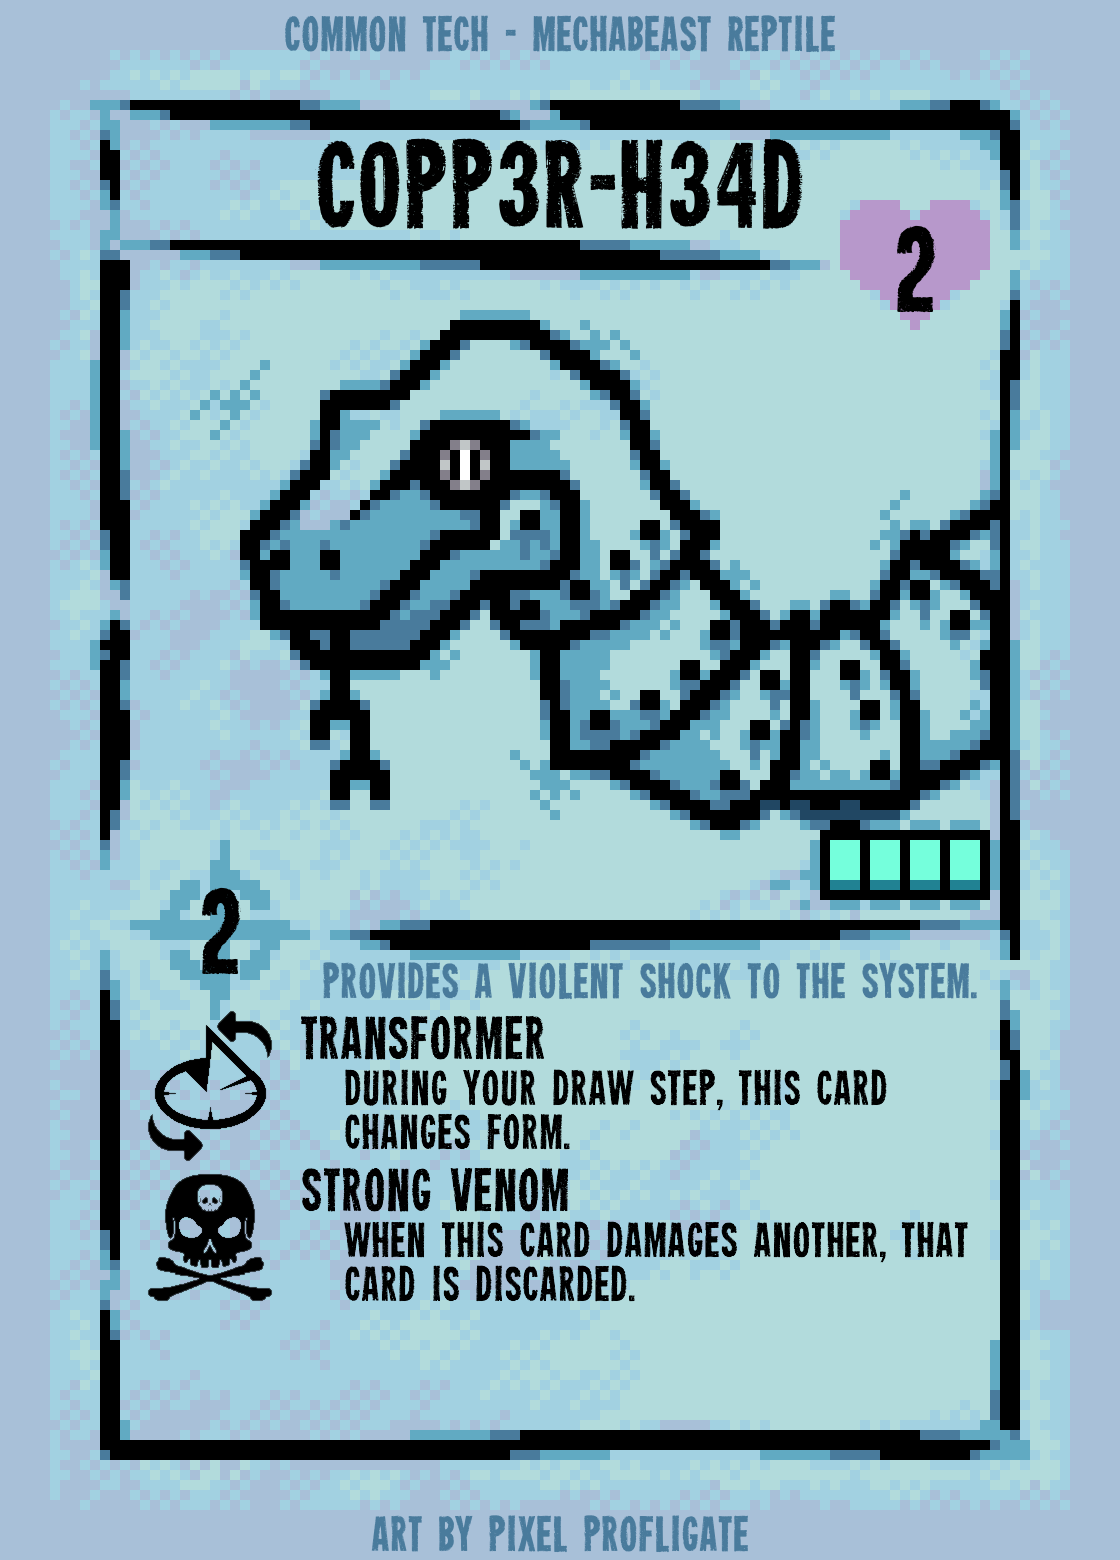 COMMON TECH - MECHABEAST REPTILE
C0PP3R-H34D
2
2
PROVIDES A VIOLENT SHOCK TO THE SYSTEM.
TRANSFORMER
DURING YOUR DRAW STEP, THIS CARD
CHANGES FORM.
STRONG VENOM
WHEN THIS CARD DAMAGES ANOTHER, THAT
CARD IS DISCARDED.
ART BY PIXEL PROFLIGATE